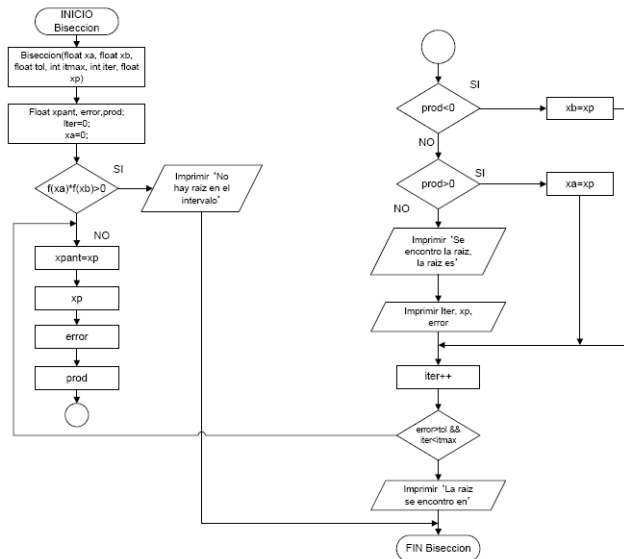 INICIO
Biseccion
Biseccion(float xa, float xb,
float tol, int itmax, int iter, float
xp)
Float xpant, error,prod;
Iter=0;
xa=0;
f(xa)*f(xb)>0
SI
Imprimir "No
hay raiz en el
intervalo"
NO
xpant=xp
xp
error
prod
prod<0
SI
xb=xp
NO
prod>0
SI
xa=xp
NO
Imprimir "Se
encontro la raiz,
la raiz es"
Imprimir Iter, xp,
error
iter++
error>tol &&
iter<itmax
Imprimir "La raiz
se encontro en"
FIN Biseccion